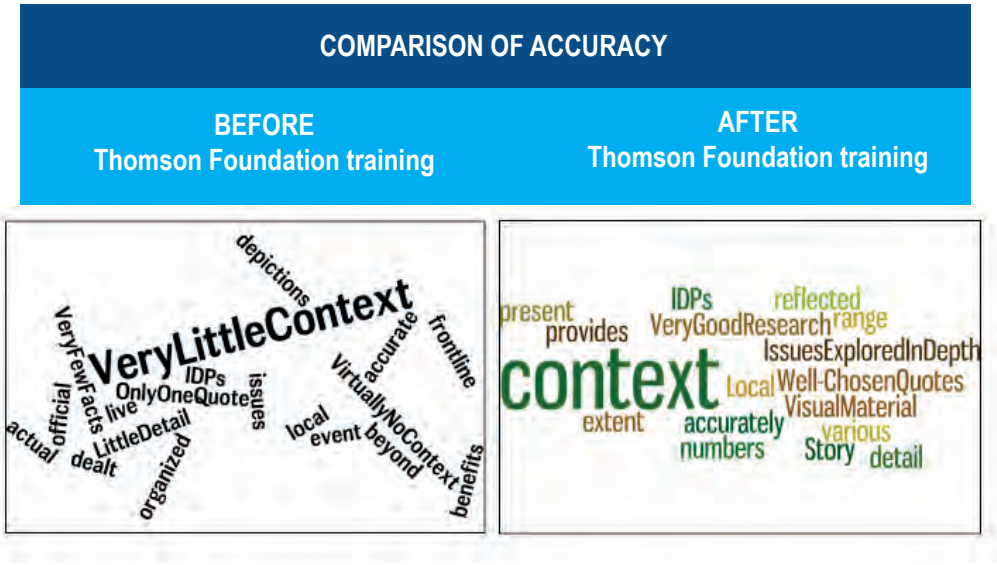 COMPARISON OF ACCURACY
BEFORE
Thomson Foundation training
AFTER
Thomson Foundation training
depictions
VeryLittleContext
VeryFewFacts
IDPs
OnlyOneQuote
issues
accurate
frontline
VirtuallyNoContext
official
live
LittleDetail
local
event
beyond
actual
dealt
organized
benefits
present
IDPs
reflected
provides
VeryGoodResearch
range
IssuesExploredInDepth
context
Local
Well-ChosenQuotes
VisualMaterial
extent
accurately
various
numbers
Story
detail